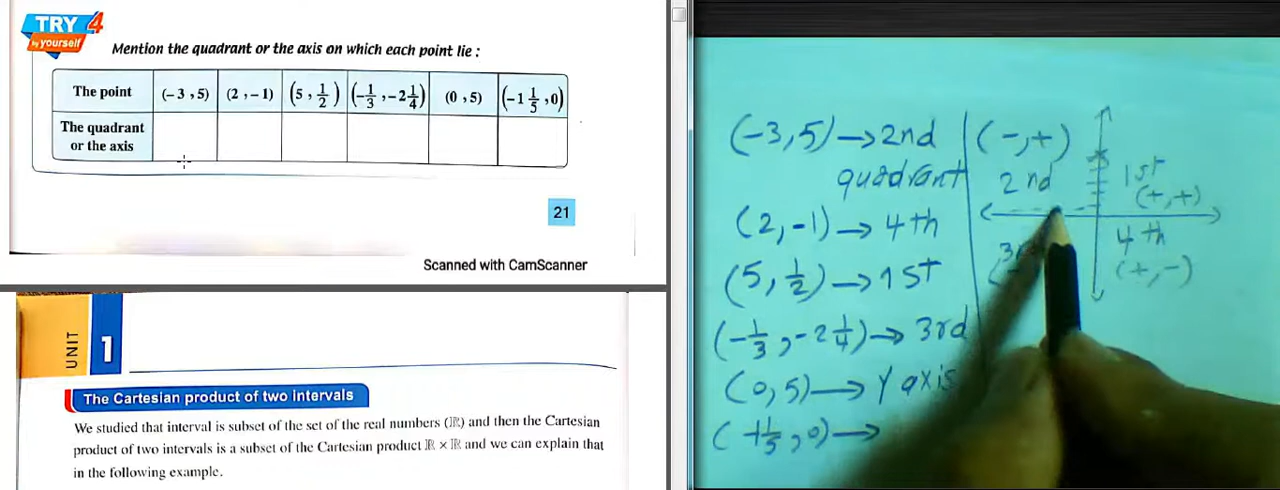 TRY 4
by yourself
Mention the quadrant or the axis on which each point lie :
The point (−3 , 5) (2 , −1) (5 , 1/2) (−1/3 , −2 1/4) (0 , 5) (−1 1/5 , 0)
The quadrant
or the axis
21
Scanned with CamScanner
UNIT
1
The Cartesian product of two intervals
We studied that interval is subset of the set of the real numbers (ℝ) and then the Cartesian
product of two intervals is a subset of the Cartesian product ℝ × ℝ and we can explain that
in the following example.
(-3,5)→2nd
quadrant
(2,-1)→4th
(5,1/2)→1st
(-1/3,-2 1/4)→3rd
(0,5)→Y axis
(-1 1/5,0)→
(-,+)
2nd
1st
(+,+)
4th
(+,-)